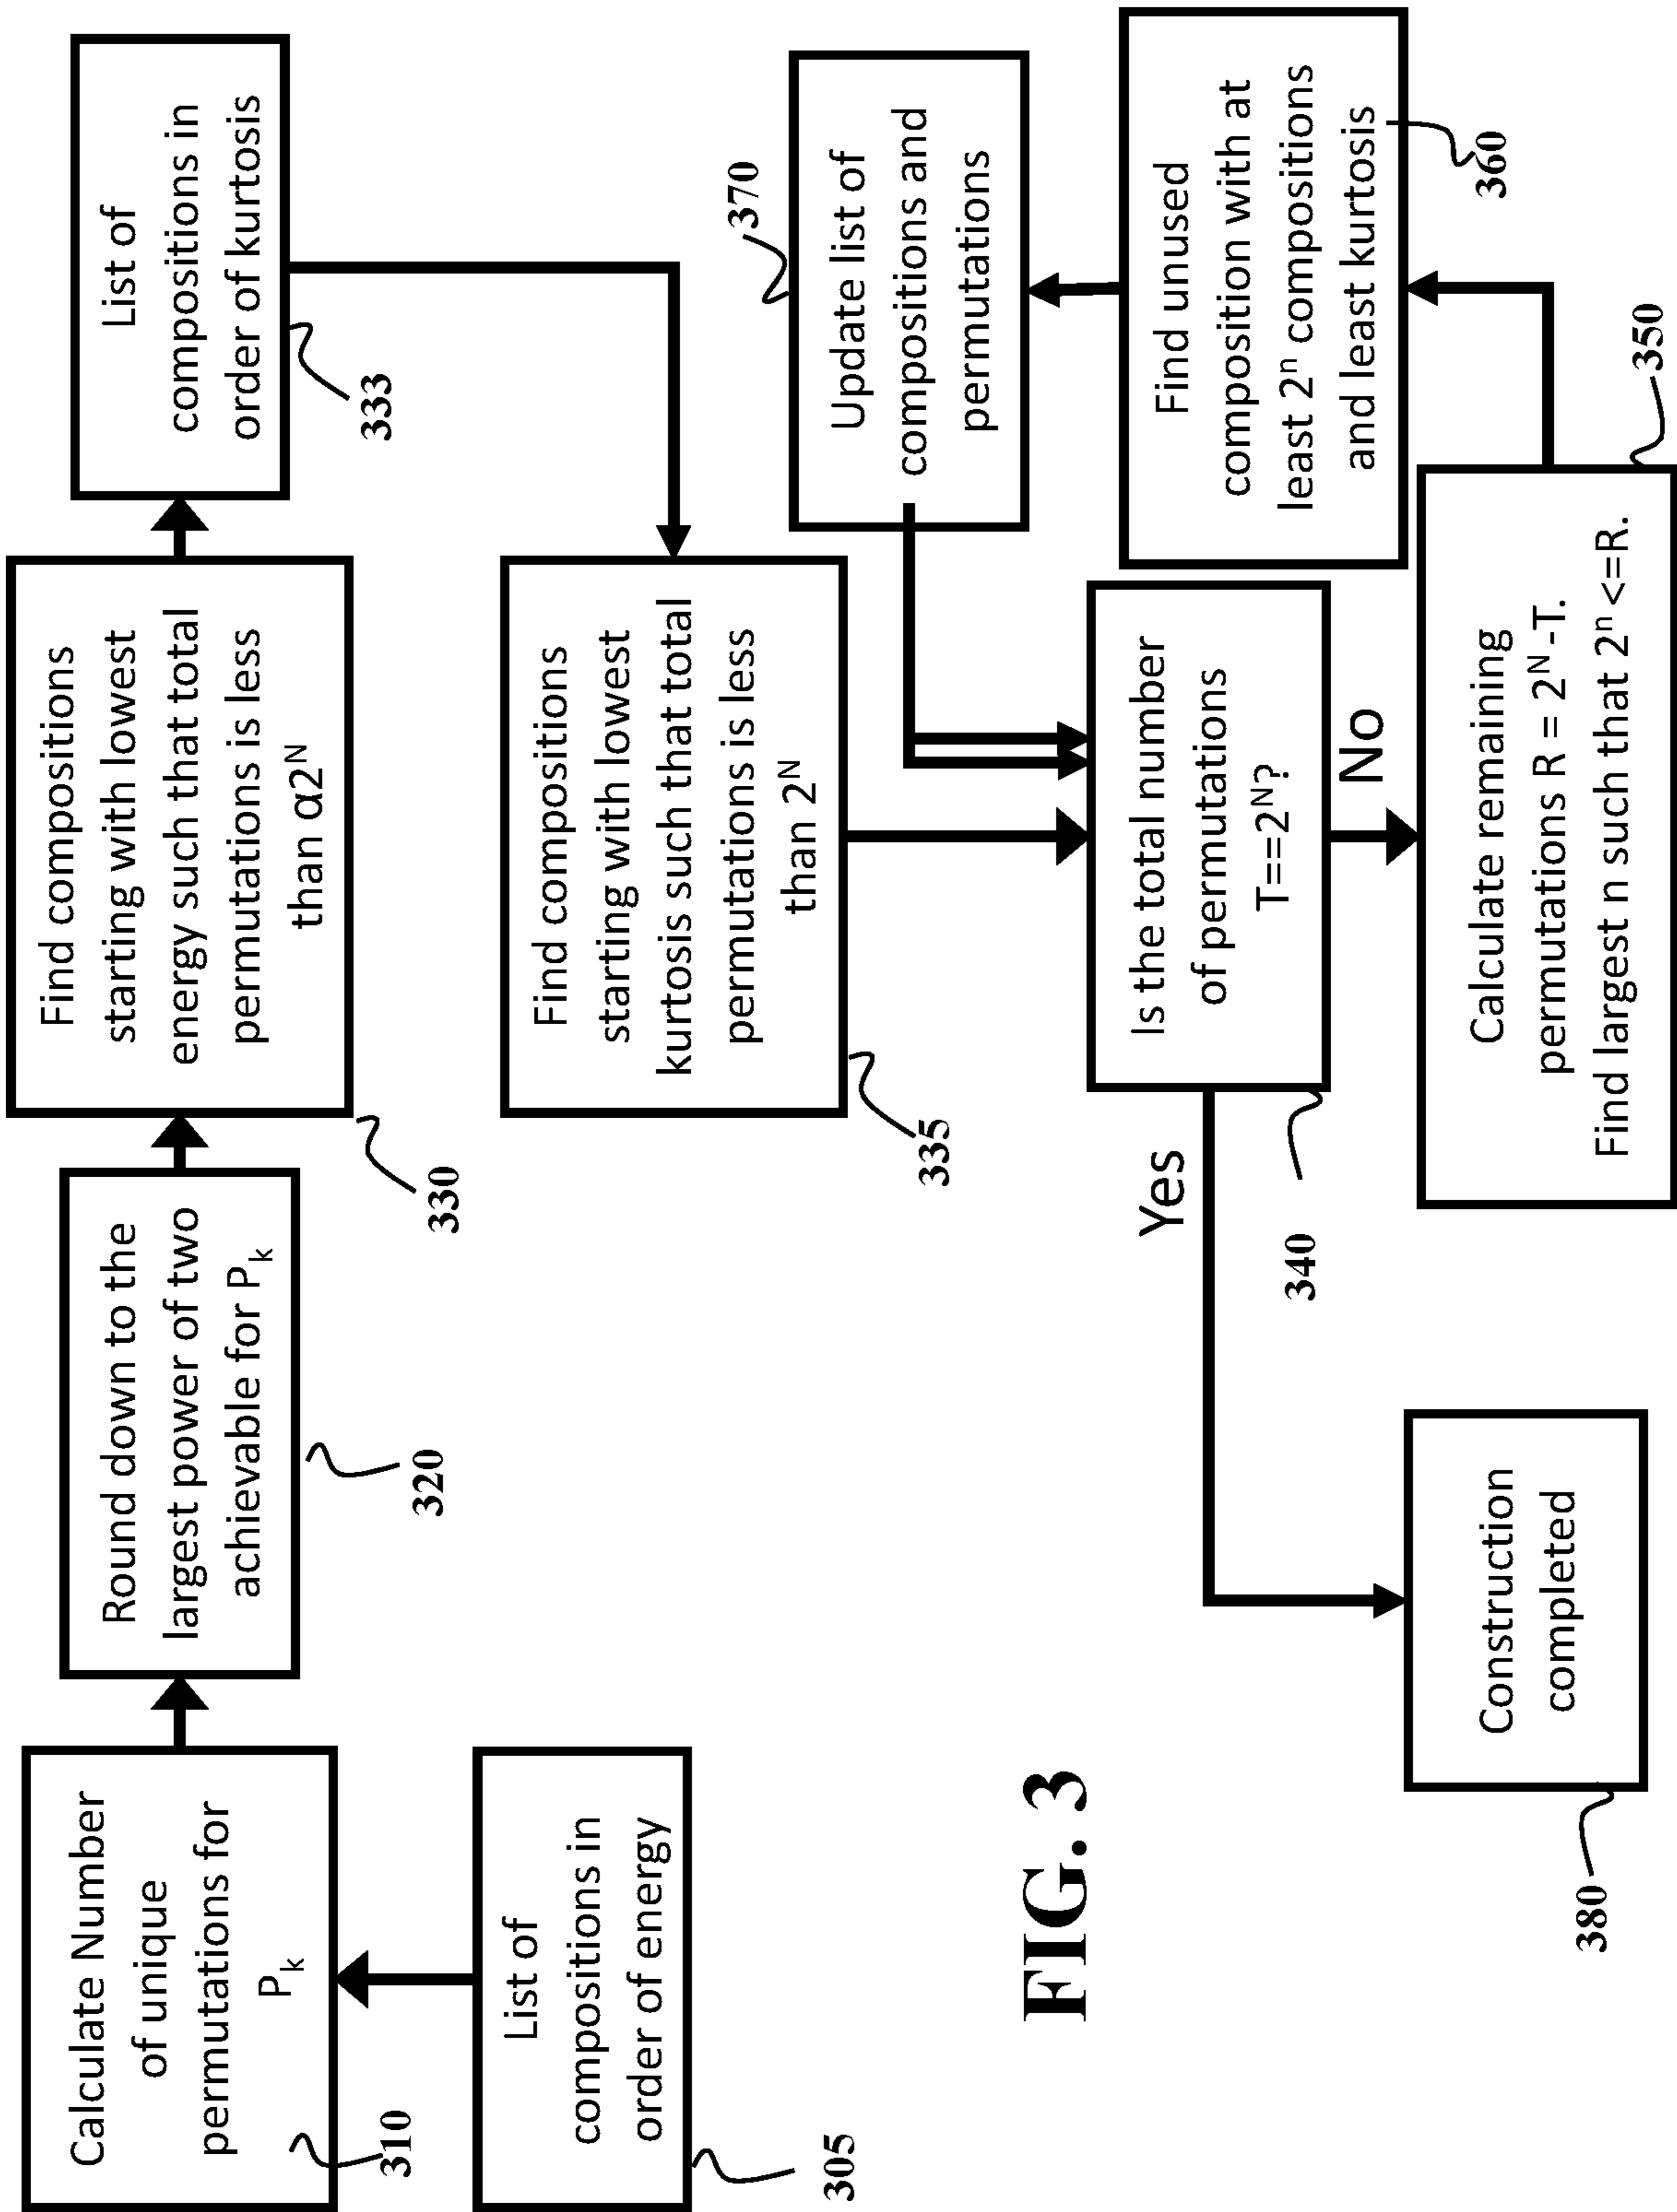 Calculate Number
of unique
permutations for
P_k
310
List of
compositions in
order of energy
305
Round down to the
largest power of two
achievable for P_k
320
Find compositions
starting with lowest
energy such that total
permutations is less
than α2^N
330
List of
compositions in
order of kurtosis
333
Find compositions
starting with lowest
kurtosis such that total
permutations is less
than 2^N
335
Is the total number
of permutations
T==2^N?
340
Yes
No
Calculate remaining
permutations R = 2^N-T.
Find largest n such that 2^n <=R.
350
Find unused
composition with at
least 2^n compositions
and least kurtosis
360
Update list of
compositions and
permutations
370
Construction
completed
380
FIG. 3